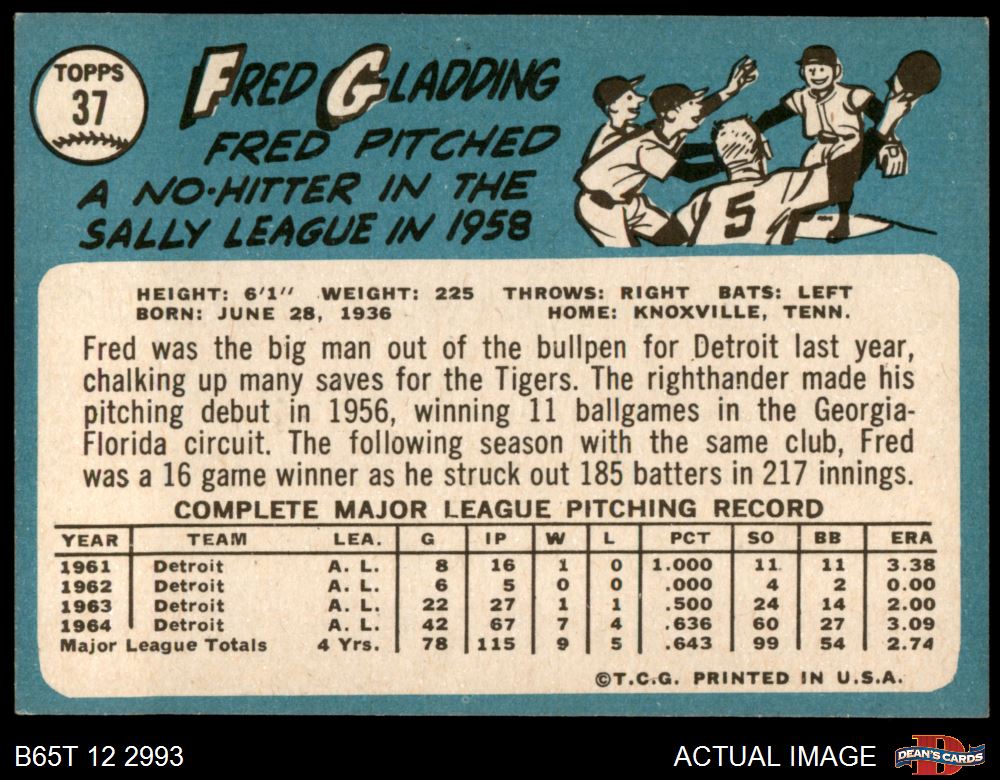 TOPPS
37
FRED GLADDING
FRED PITCHED
A NO-HITTER IN THE
SALLY LEAGUE IN 1958
5
HEIGHT: 6'1" WEIGHT: 225 THROWS: RIGHT BATS: LEFT
BORN: JUNE 28, 1936 HOME: KNOXVILLE, TENN.
Fred was the big man out of the bullpen for Detroit last year,
chalking up many saves for the Tigers. The righthander made his
pitching debut in 1956, winning 11 ballgames in the Georgia-
Florida circuit. The following season with the same club, Fred
was a 16 game winner as he struck out 185 batters in 217 innings.
COMPLETE MAJOR LEAGUE PITCHING RECORD
YEAR TEAM LEA. G IP W L PCT SO BB ERA
1961 Detroit A. L. 8 16 1 0 1.000 11 11 3.38
1962 Detroit A. L. 6 5 0 0 .000 4 2 0.00
1963 Detroit A. L. 22 27 1 1 .500 24 14 2.00
1964 Detroit A. L. 42 67 7 4 .636 60 27 3.09
Major League Totals 4 Yrs. 78 115 9 5 .643 99 54 2.74
©T.C.G. PRINTED IN U.S.A.
B65T 12 2993 ACTUAL IMAGE DEAN'S CARDS